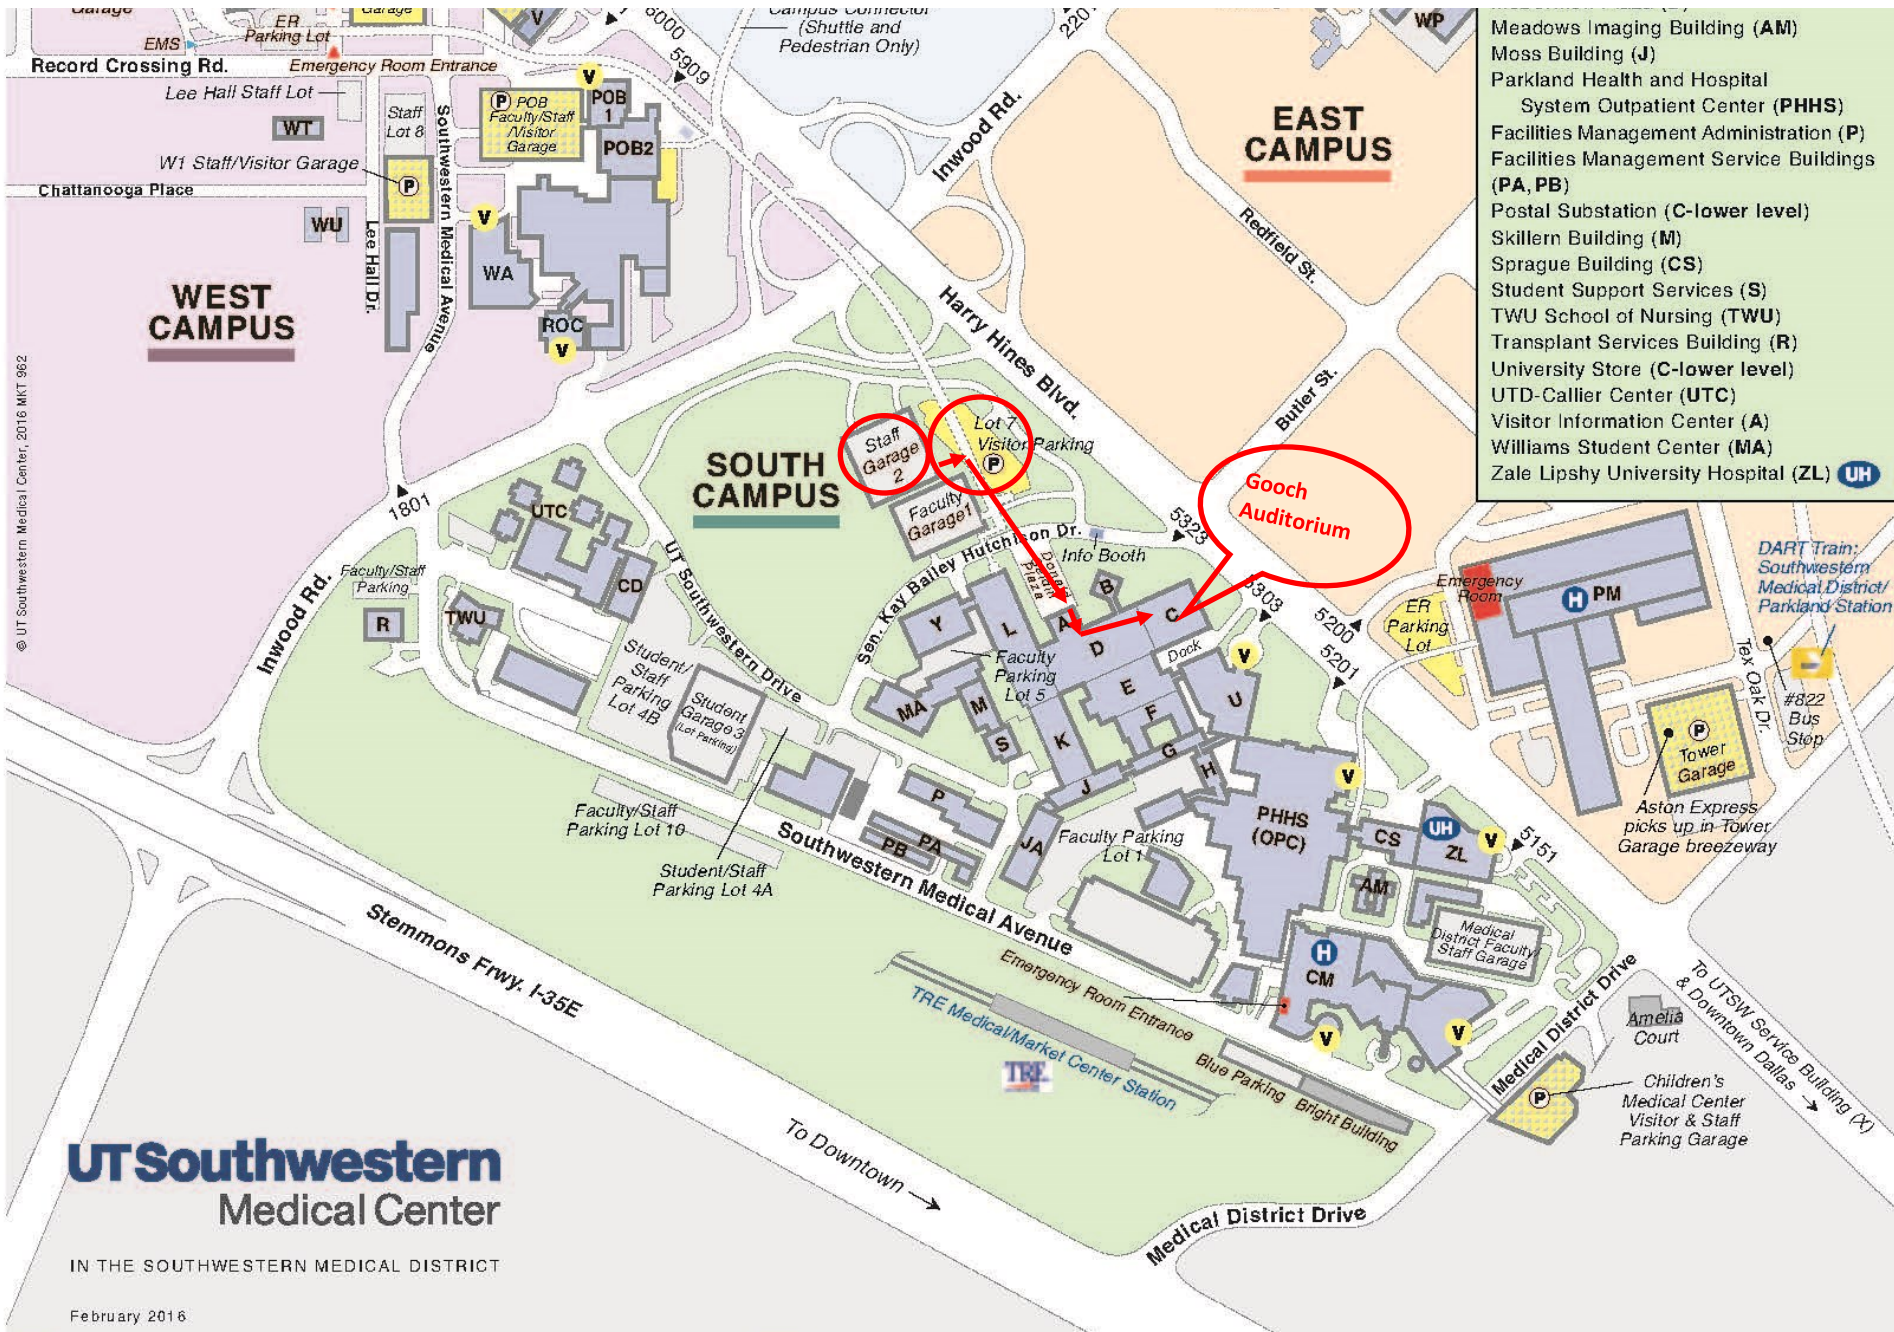 Garage
ER
Parking Lot
EMS
Emergency Room Entrance
Record Crossing Rd.
Lee Hall Staff Lot
WT
W1 Staff/Visitor Garage
Chattanooga Place
WU
Staff
Lot 8
P
Lee Hall Dr.
Southwestern Medical Avenue
Garage
V
6000
5909
V
P POB
Faculty/Staff
/Visitor
Garage
POB
1
POB2
V
WA
ROC
V
WEST
CAMPUS
Campus Connector
(Shuttle and
Pedestrian Only)
2201
WP
Inwood Rd.
EAST
CAMPUS
Redfield St.
Harry Hines Blvd.
Butler St.
Meadows Imaging Building (AM)
Moss Building (J)
Parkland Health and Hospital
System Outpatient Center (PHHS)
Facilities Management Administration (P)
Facilities Management Service Buildings
(PA, PB)
Postal Substation (C-lower level)
Skillern Building (M)
Sprague Building (CS)
Student Support Services (S)
TWU School of Nursing (TWU)
Transplant Services Building (R)
University Store (C-lower level)
UTD-Callier Center (UTC)
Visitor Information Center (A)
Williams Student Center (MA)
Zale Lipshy University Hospital (ZL) UH
© UT Southwestern Medical Center, 2016 MKT 962
SOUTH
CAMPUS
Staff
Garage
2
Lot 7
Visitor Parking
P
Faculty
Garage 1
Gooch
Auditorium
5323
Sen. Kay Bailey Hutchison Dr.
Info Booth
Donald
Seldin
Plaza
1801
Inwood Rd.
UTC
CD
Faculty/Staff
Parking
R
TWU
UT Southwestern Drive
Student/
Staff
Parking
Lot 4B
Student
Garage 3
(Lot Parking)
Y
L
A
B
C
D
Dock
E
F
G
H
U
V
5303
5200
5201
Faculty
Parking
Lot 5
MA
M
S
K
J
JA
P
PA
PB
Emergency
Room
ER
Parking
Lot
H PM
DART Train:
Southwestern
Medical District/
Parkland Station
Tex Oak Dr.
#822
Bus
Stop
P
Tower
Garage
Aston Express
picks up in Tower
Garage breezeway
Faculty/Staff
Parking Lot 10
Student/Staff
Parking Lot 4A
Southwestern Medical Avenue
Faculty Parking
Lot 1
PHHS
(OPC)
V
CS
UH
ZL
V
5151
AM
Medical
District Faculty/
Staff Garage
H
CM
V
V
Emergency Room Entrance
TRE Medical/Market Center Station
TRE
Blue Parking
Bright Building
Stemmons Frwy. I-35E
To Downtown
Medical District Drive
Medical District Drive
To UTSW Service Building (X)
& Downtown Dallas
Amelia
Court
P
Children's
Medical Center
Visitor & Staff
Parking Garage
UT Southwestern
Medical Center
IN THE SOUTHWESTERN MEDICAL DISTRICT
February 2016